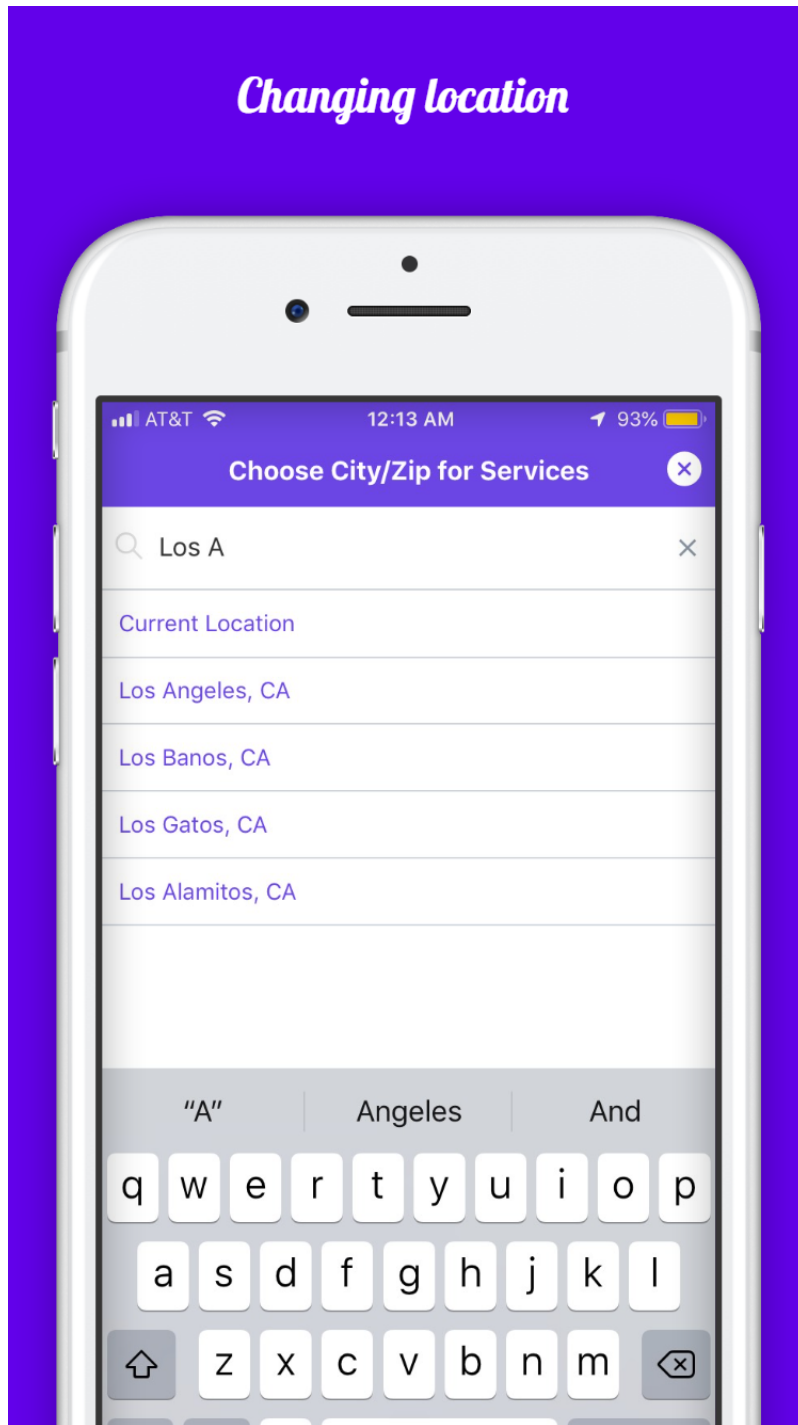 Changing location
AT&T 12:13 AM 93%
Choose City/Zip for Services
Los A
Current Location
Los Angeles, CA
Los Banos, CA
Los Gatos, CA
Los Alamitos, CA
“A” Angeles And
q w e r t y u i o p
a s d f g h j k l
z x c v b n m